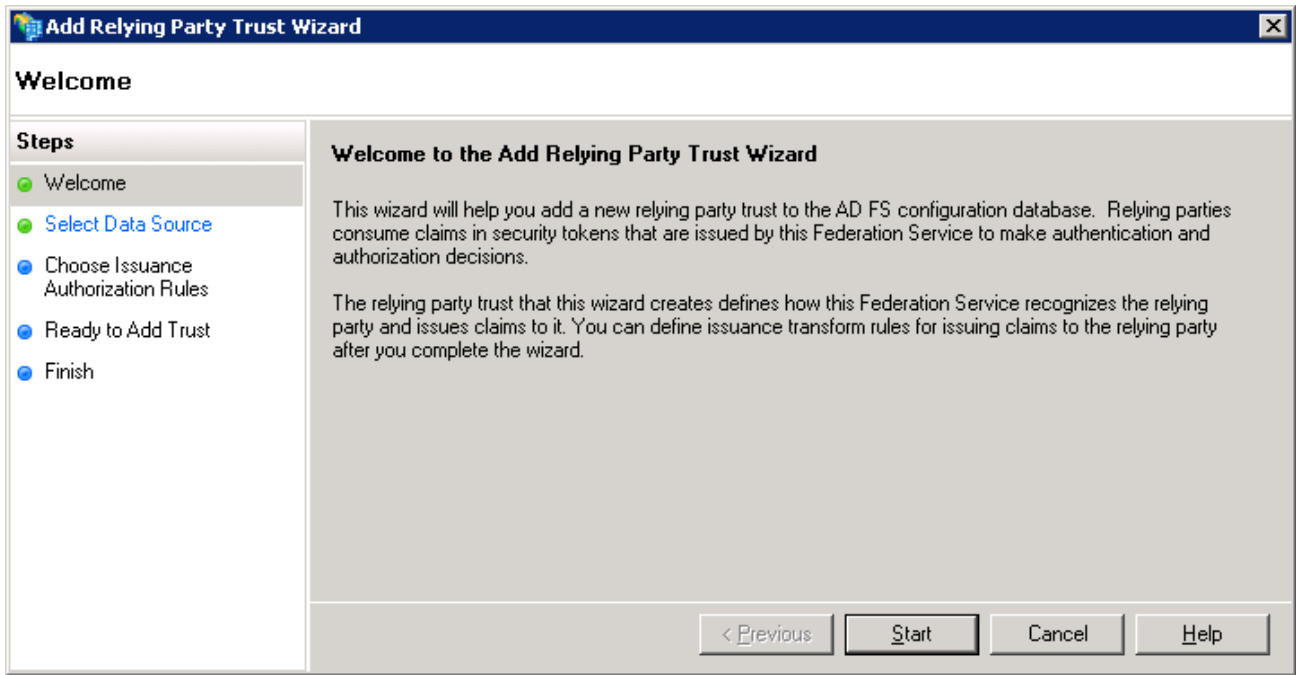 Add Relying Party Trust Wizard
Welcome
Steps
Welcome
Select Data Source
Choose Issuance
Authorization Rules
Ready to Add Trust
Finish
Welcome to the Add Relying Party Trust Wizard
This wizard will help you add a new relying party trust to the AD FS configuration database. Relying parties
consume claims in security tokens that are issued by this Federation Service to make authentication and
authorization decisions.
The relying party trust that this wizard creates defines how this Federation Service recognizes the relying
party and issues claims to it. You can define issuance transform rules for issuing claims to the relying party
after you complete the wizard.
< Previous
Start
Cancel
Help